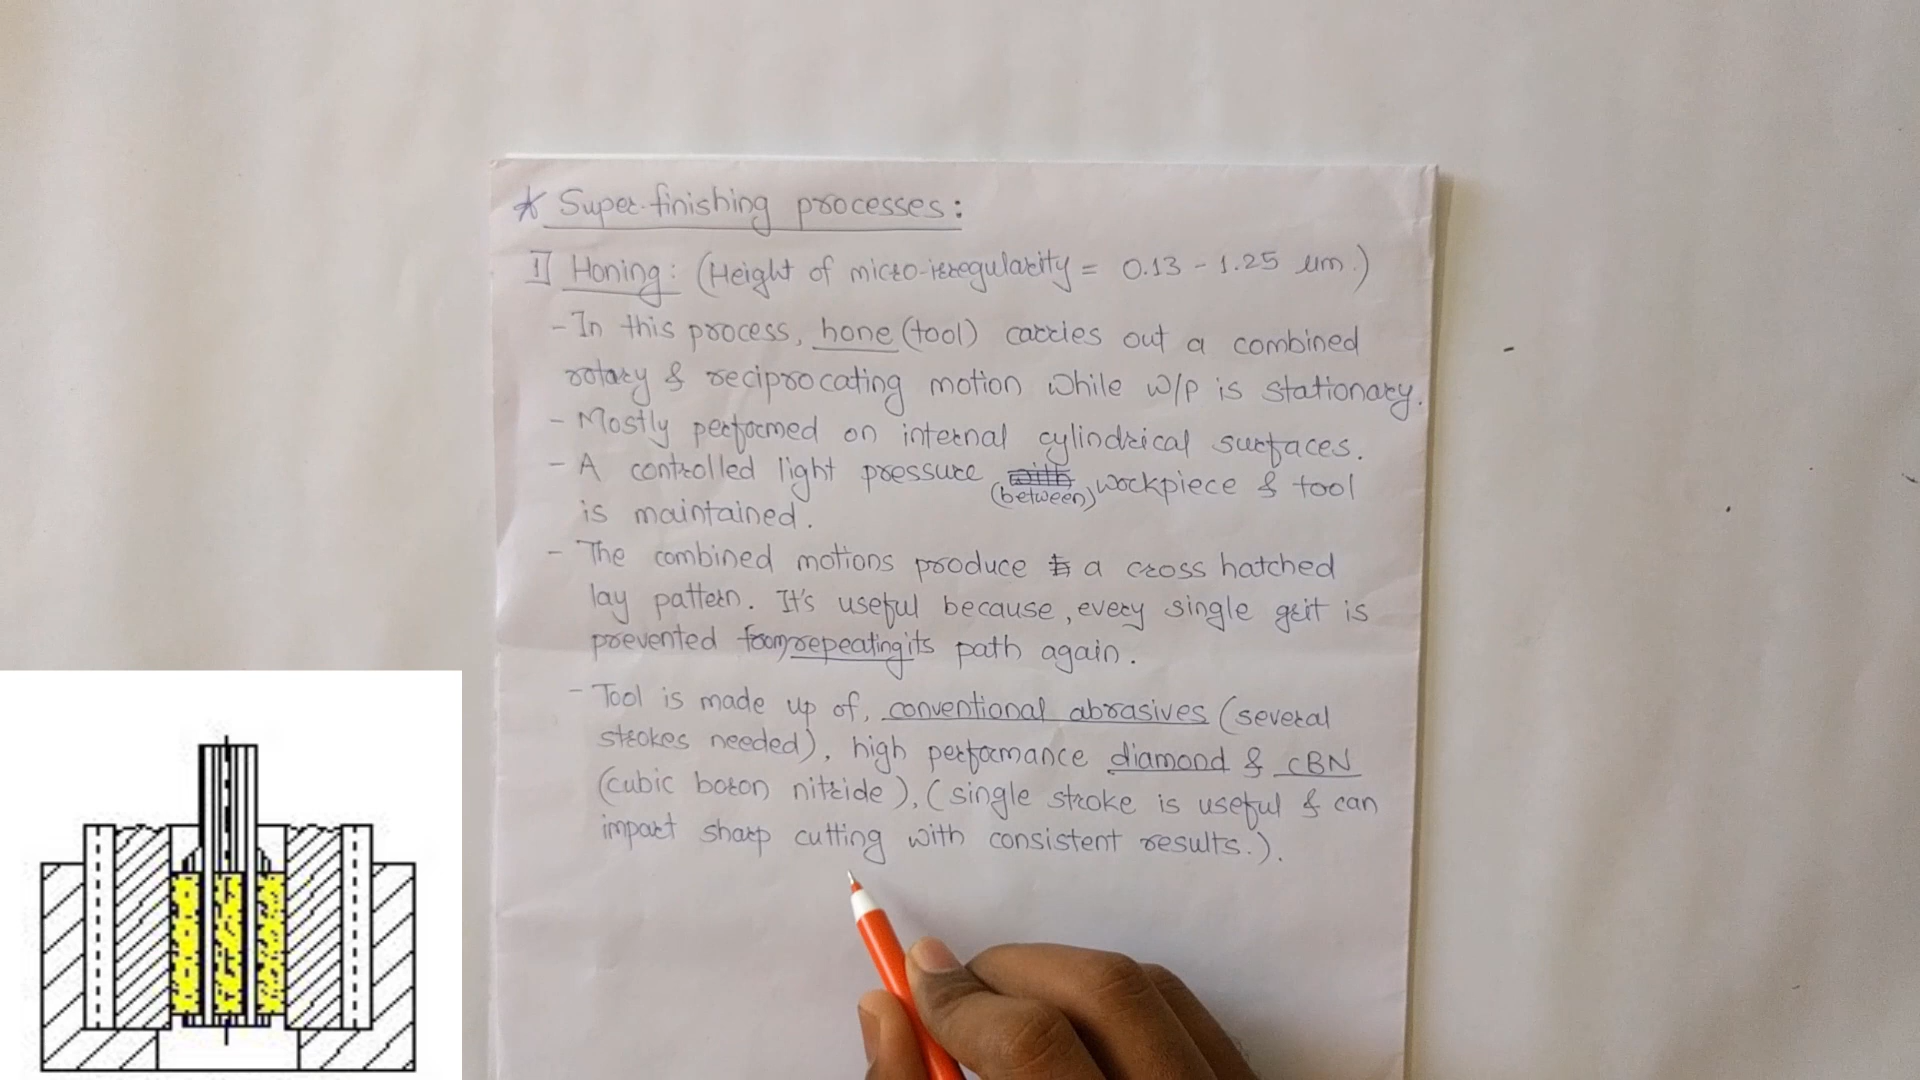 * Super-finishing processes:
1] Honing: (Height of micro-irregularity = 0.13 - 1.25 um.)
- In this process, hone (tool) carries out a combined
rotary & reciprocating motion while w/p is stationary.
- Mostly performed on internal cylindrical surfaces.
- A controlled light pressure (between) workpiece & tool
is maintained.
- The combined motions produce a cross hatched
lay pattern. It's useful because, every single grit is
prevented from repeating its path again.
- Tool is made up of, conventional abrasives (several
strokes needed), high performance diamond & CBN
(cubic boron nitride), (single stroke is useful & can
impart sharp cutting with consistent results.).